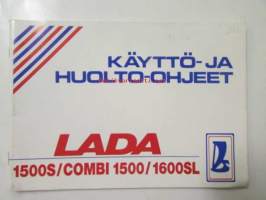 KÄYTTÖ-JA
HUOLTO-OHJEET
LADA
1500S/COMBI 1500/1600SL